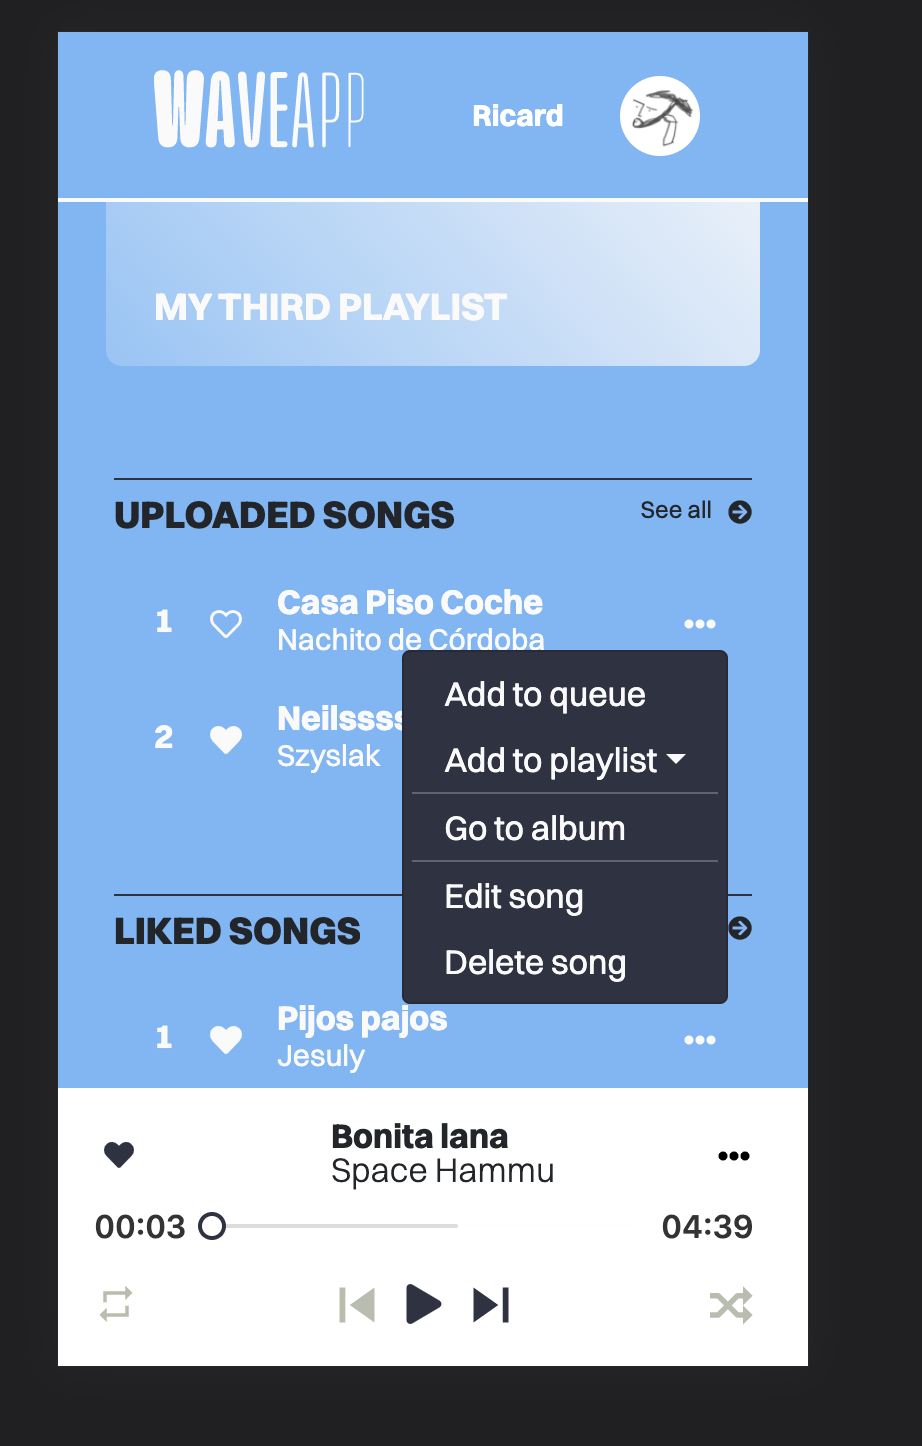 WAVEAPP
Ricard
MY THIRD PLAYLIST
UPLOADED SONGS
See all
1
Casa Piso Coche
Nachito de Córdoba
2
Szyslak
Add to queue
Add to playlist
Go to album
Edit song
Delete song
LIKED SONGS
1
Pijos pajos
Jesuly
Bonita lana
Space Hammu
00:03
04:39